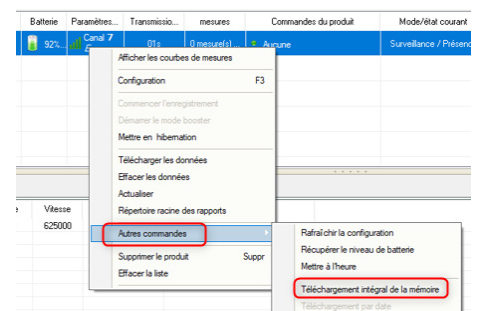 Batterie Paramètres... Transmissio... mesures Commandes du produit Mode/état courant
92%... Canal 7 01s 0 mesure(s)... Aucune Surveillance / Présenc
Afficher les courbes de mesures
Configuration F3
Commencer l'enregistrement
Démarrer le mode booster
Mettre en hibernation
Télécharger les données
Effacer les données
Actualiser
Répertoire racine des rapports
Autres commandes
Supprimer le produit Suppr
Effacer la liste
e Vitesse
625000
Rafraîchir la configuration
Récupérer le niveau de batterie
Mettre à l'heure
Téléchargement intégral de la mémoire
Téléchargement par date